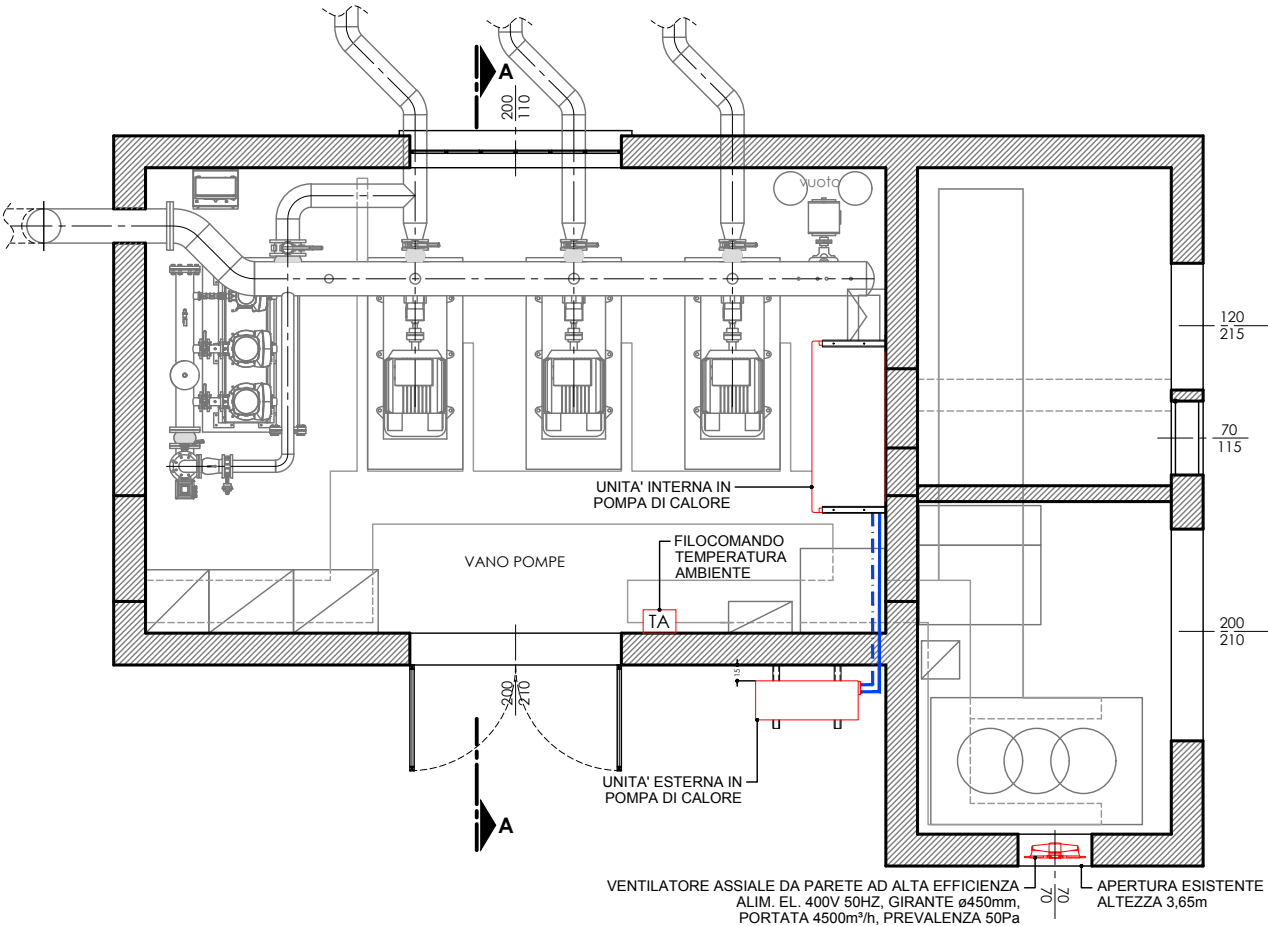 A
200
110
vuoto
120
215
70
115
UNITA' INTERNA IN
POMPA DI CALORE
FILOCOMANDO
TEMPERATURA
AMBIENTE
VANO POMPE
TA
200
210
15
200
210
UNITA' ESTERNA IN
POMPA DI CALORE
A
VENTILATORE ASSIALE DA PARETE AD ALTA EFFICIENZA
ALIM. EL. 400V 50HZ, GIRANTE ø450mm,
PORTATA 4500m³/h, PREVALENZA 50Pa
70
70
APERTURA ESISTENTE
ALTEZZA 3,65m